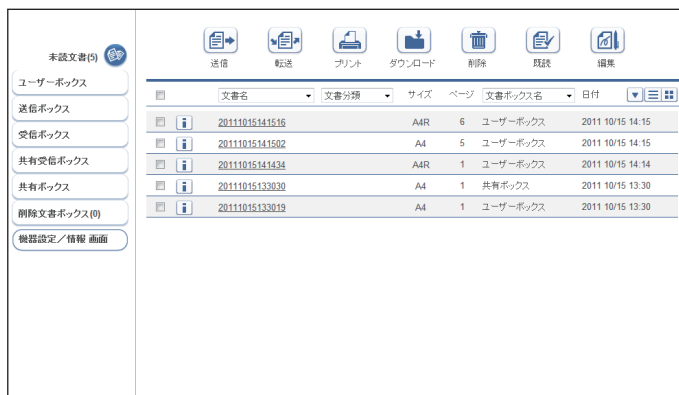 未読文書(5)
ユーザーボックス
送信ボックス
受信ボックス
共有受信ボックス
共有ボックス
削除文書ボックス(0)
機器設定／情報 画面
送信 転送 プリント ダウンロード 削除 既読 編集
文書名 文書分類 サイズ ページ 文書ボックス名 日付
20111015141516 A4R 6 ユーザーボックス 2011 10/15 14:15
20111015141502 A4 5 ユーザーボックス 2011 10/15 14:15
20111015141434 A4R 1 ユーザーボックス 2011 10/15 14:14
20111015133030 A4 1 共有ボックス 2011 10/15 13:30
20111015133019 A4 1 ユーザーボックス 2011 10/15 13:30